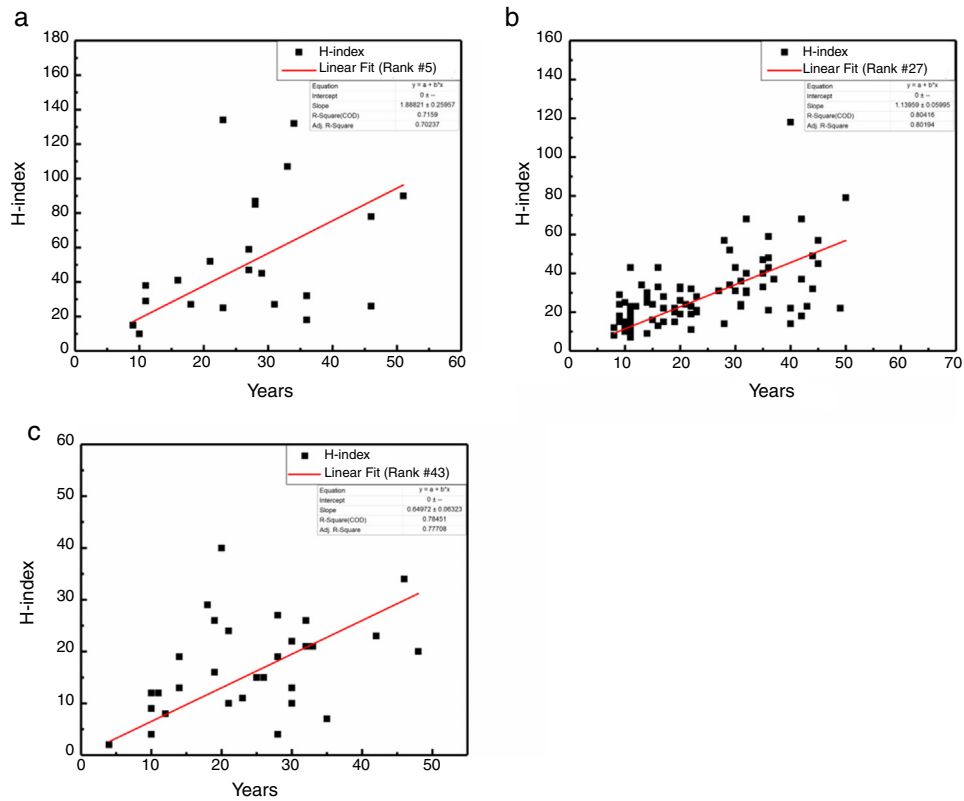 a
H-index
Linear Fit (Rank #5)
Equation y = a + b*x
Intercept 0 ± --
Slope 1.88821 ± 0.25957
R-Square(COD) 0.7159
Adj. R-Square 0.70237
180
160
140
120
100
80
60
40
20
0
H-index
0 10 20 30 40 50 60
Years
b
H-index
Linear Fit (Rank #27)
Equation y = a + b*x
Intercept 0 ± --
Slope 1.13959 ± 0.05995
R-Square(COD) 0.80416
Adj. R-Square 0.80194
160
140
120
100
80
60
40
20
0
H-index
0 10 20 30 40 50 60 70
Years
c
H-index
Linear Fit (Rank #43)
Equation y = a + b*x
Intercept 0 ± --
Slope 0.64972 ± 0.06323
R-Square(COD) 0.78451
Adj. R-Square 0.77708
60
50
40
30
20
10
0
H-index
0 10 20 30 40 50
Years